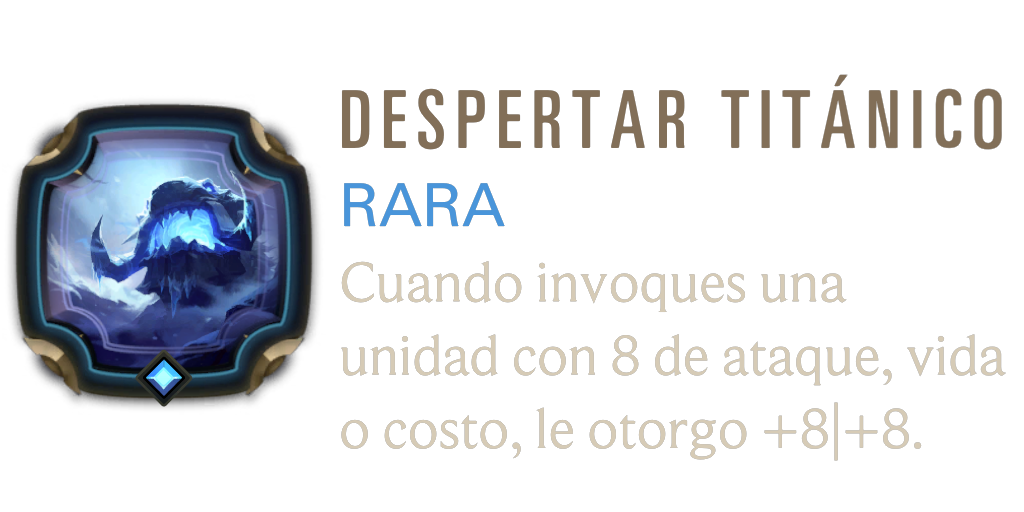 DESPERTAR TITÁNICO
RARA
Cuando invoques una
unidad con 8 de ataque, vida
o costo, le otorgo +8|+8.